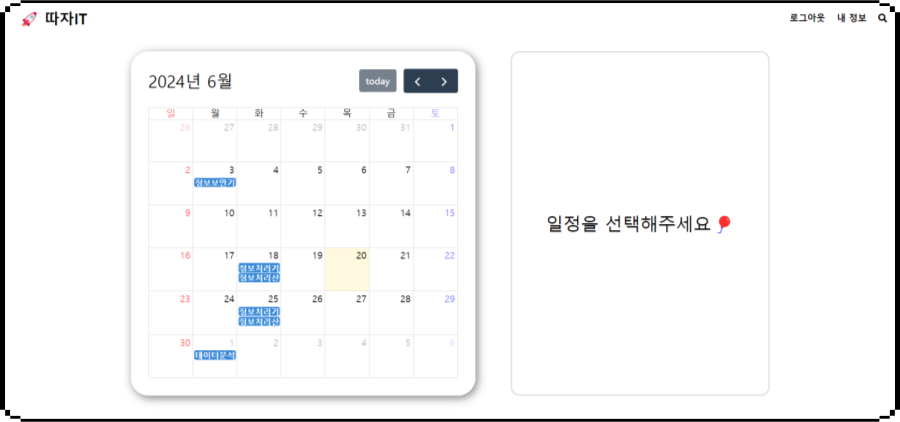 따자IT
로그아웃 내 정보
2024년 6월
today
일 월 화 수 목 금 토
26 27 28 29 30 31 1
2 3 4 5 6 7 8
정보보안기
9 10 11 12 13 14 15
16 17 18 19 20 21 22
정보처리기
정보처리산
23 24 25 26 27 28 29
정보처리기
정보처리산
30 1 2 3 4 5 6
데이터분석
일정을 선택해주세요